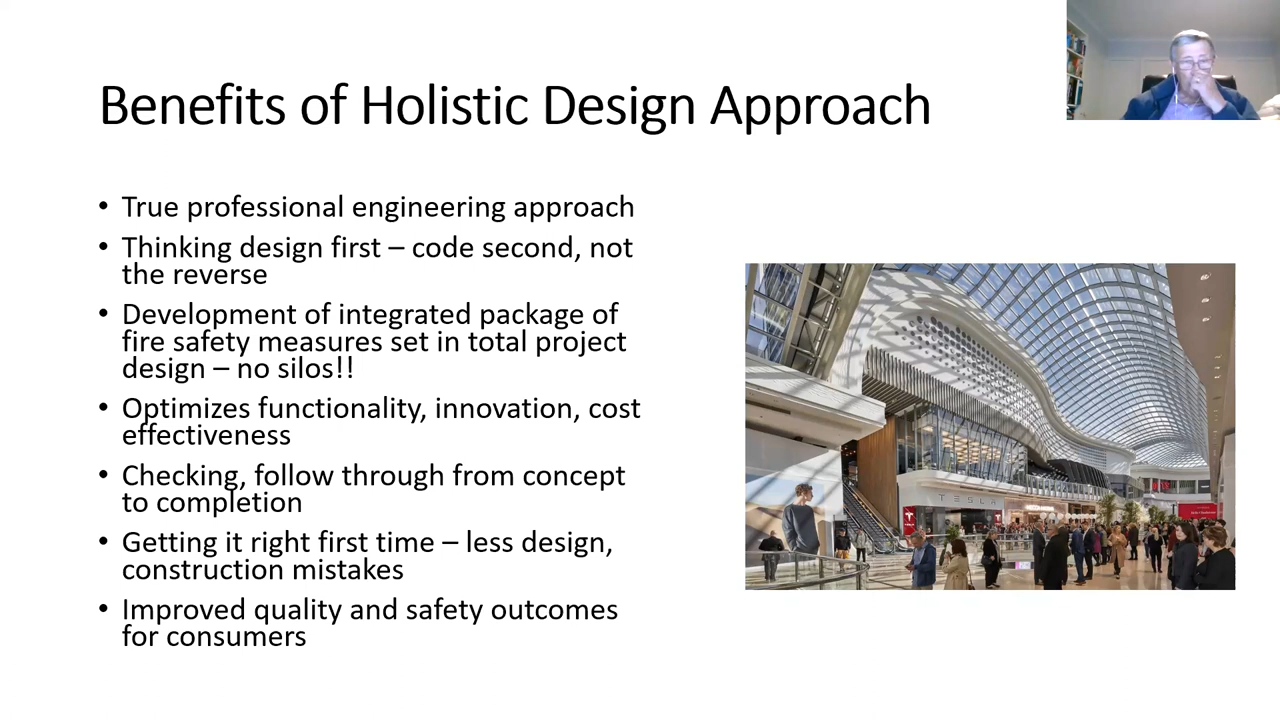 Benefits of Holistic Design Approach
• True professional engineering approach
• Thinking design first – code second, not
the reverse
• Development of integrated package of
fire safety measures set in total project
design – no silos!!
• Optimizes functionality, innovation, cost
effectiveness
• Checking, follow through from concept
to completion
• Getting it right first time – less design,
construction mistakes
• Improved quality and safety outcomes
for consumers
TESLA